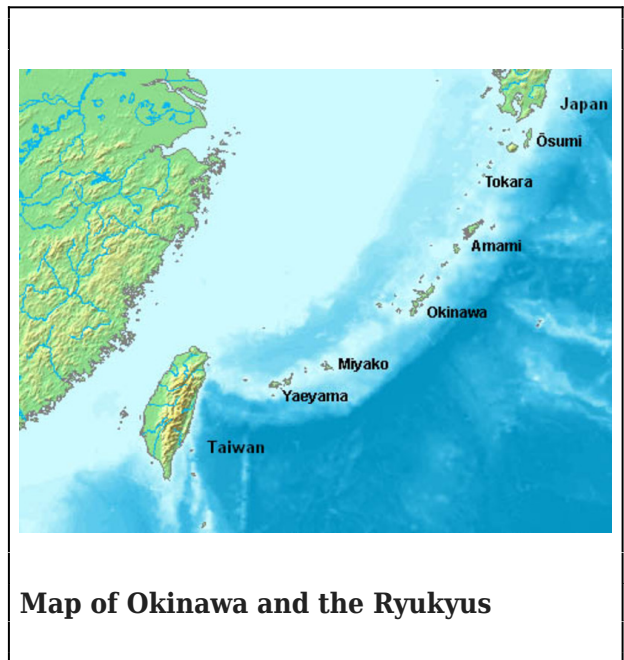 Japan
Ōsumi
Tokara
Amami
Okinawa
Miyako
Yaeyama
Taiwan
Map of Okinawa and the Ryukyus